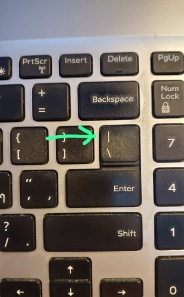 PrtScr Insert Delete PgUp
+ = Backspace Num Lock
{ [ } ] | \ 7
" ' Enter 4
? / Shift 1
↑
← ↓ →